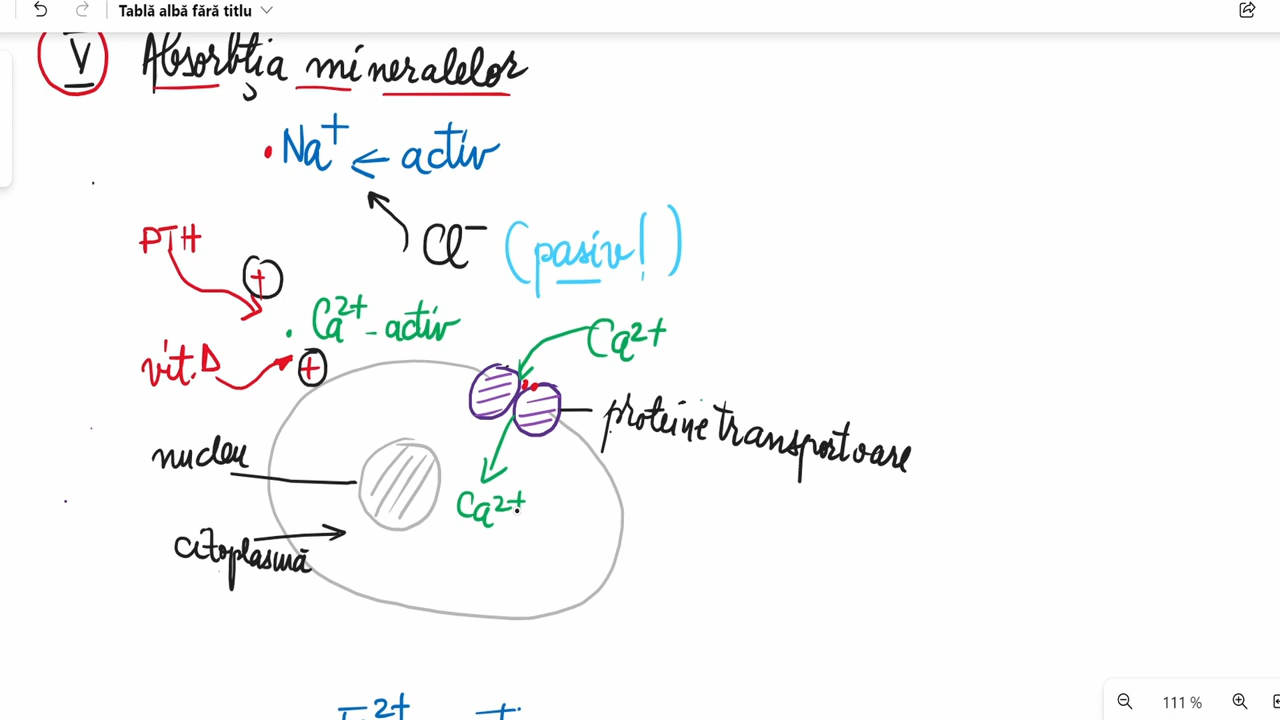 Tablă albă fără titlu
V Absorbția mineralelor
• Na+ ← activ
Cl− (pasiv!)
PTH
+
• Ca2+ - activ
Ca2+
vit. D
+
proteine transportoare
nucleu
Ca2+
citoplasmă
111 %